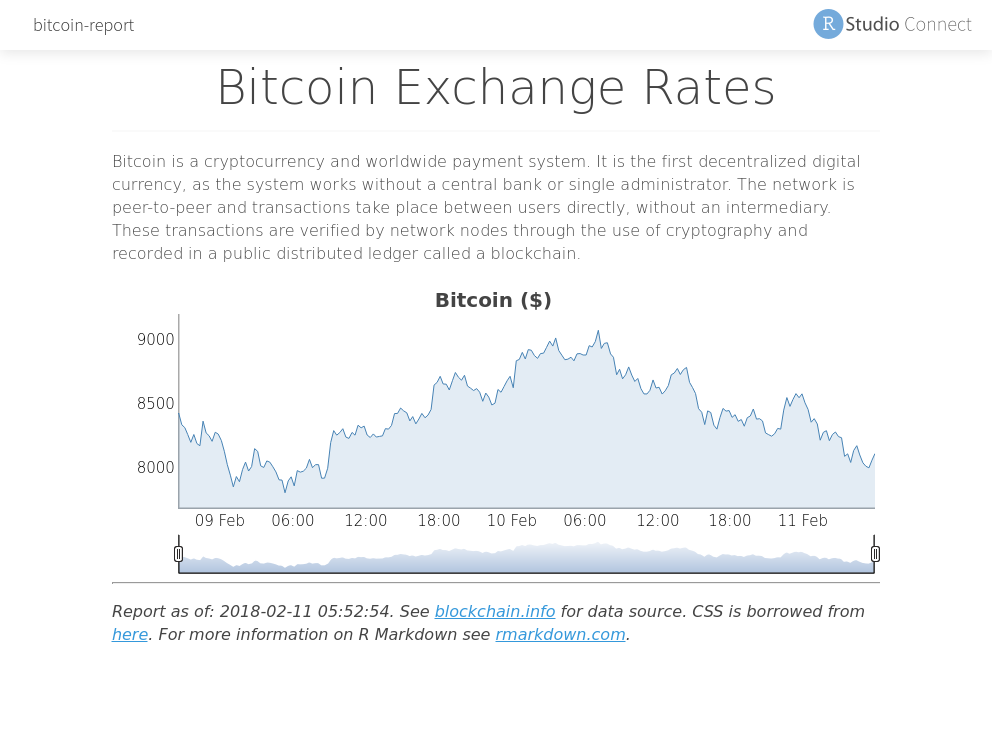 bitcoin-report
R Studio Connect
Bitcoin Exchange Rates
Bitcoin is a cryptocurrency and worldwide payment system. It is the first decentralized digital
currency, as the system works without a central bank or single administrator. The network is
peer-to-peer and transactions take place between users directly, without an intermediary.
These transactions are verified by network nodes through the use of cryptography and
recorded in a public distributed ledger called a blockchain.
Bitcoin ($)
9000
8500
8000
09 Feb 06:00 12:00 18:00 10 Feb 06:00 12:00 18:00 11 Feb
Report as of: 2018-02-11 05:52:54. See blockchain.info for data source. CSS is borrowed from
here. For more information on R Markdown see rmarkdown.com.